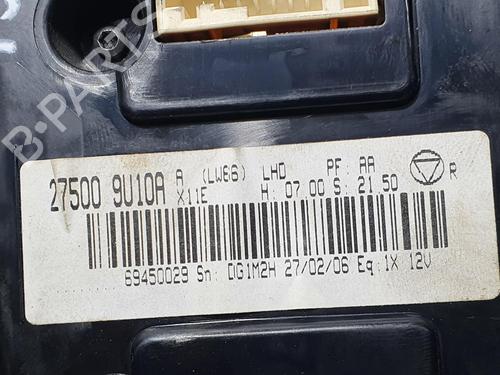 B-PARTS
27500 9U10A A (LW66) LHD PF: AA
X11E H: 07.00 S: 21.50 R
69450029 Sn: DG1M2H 27/02/06 Eq:1X 12V